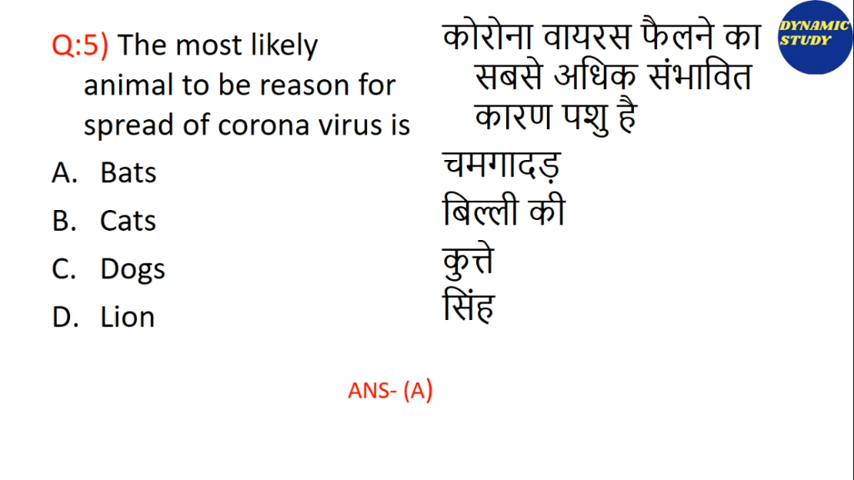 Q:5) The most likely
animal to be reason for
spread of corona virus is
A. Bats
B. Cats
C. Dogs
D. Lion
कोरोना वायरस फैलने का
सबसे अधिक संभावित
कारण पशु है
चमगादड़
बिल्ली की
कुत्ते
सिंह
DYNAMIC
STUDY
ANS- (A)